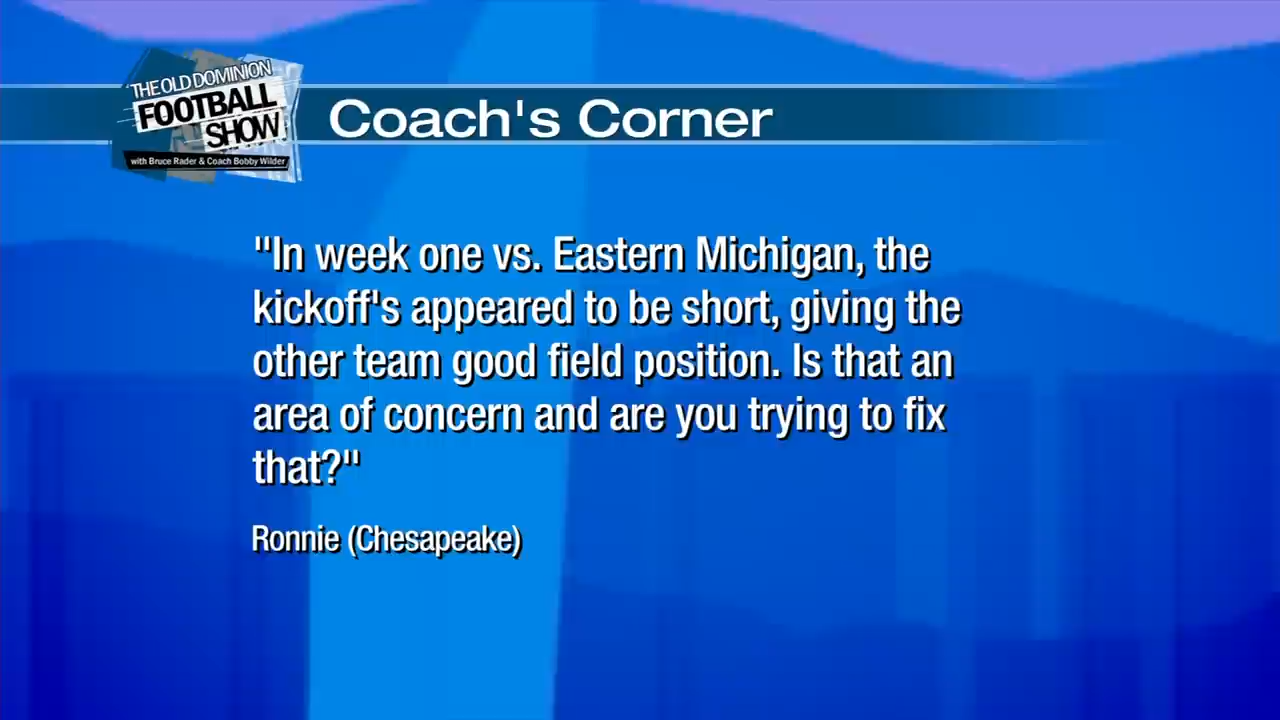 THE OLD DOMINION
FOOTBALL
SHOW
with Bruce Rader & Coach Bobby Wilder
Coach's Corner
"In week one vs. Eastern Michigan, the
kickoff's appeared to be short, giving the
other team good field position. Is that an
area of concern and are you trying to fix
that?"
Ronnie (Chesapeake)